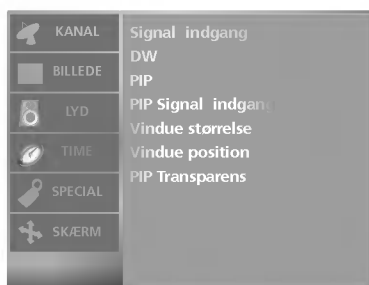 KANAL
BILLEDE
LYD
TIME
SPECIAL
SKÆRM
Signal indgang
DW
PIP
PIP Signal indgang
Vindue størrelse
Vindue position
PIP Transparens